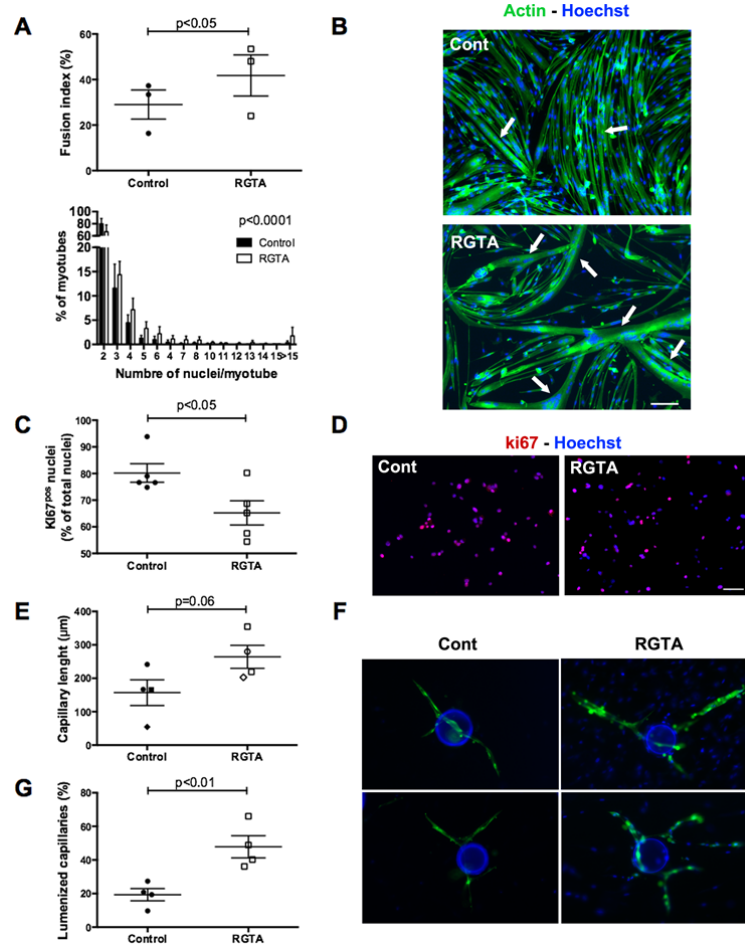 A
p<0.05
Fusion index (%)
60
40
20
0
Control
RGTA
p<0.0001
Control
RGTA
% of myotubes
100
80
60
20
15
10
5
0
2 3 4 5 6 4 7 8 10 11 12 13 14 15 >15
Numbre of nuclei/myotube
B
Actin - Hoechst
Cont
RGTA
C
p<0.05
KI67pos nuclei
(% of total nuclei)
100
90
80
70
60
50
Control
RGTA
D
ki67 - Hoechst
Cont
RGTA
E
p=0.06
Capillary lenght (µm)
400
300
200
100
0
Control
RGTA
F
Cont
RGTA
G
p<0.01
Lumenized capillaries (%)
80
60
40
20
0
Control
RGTA